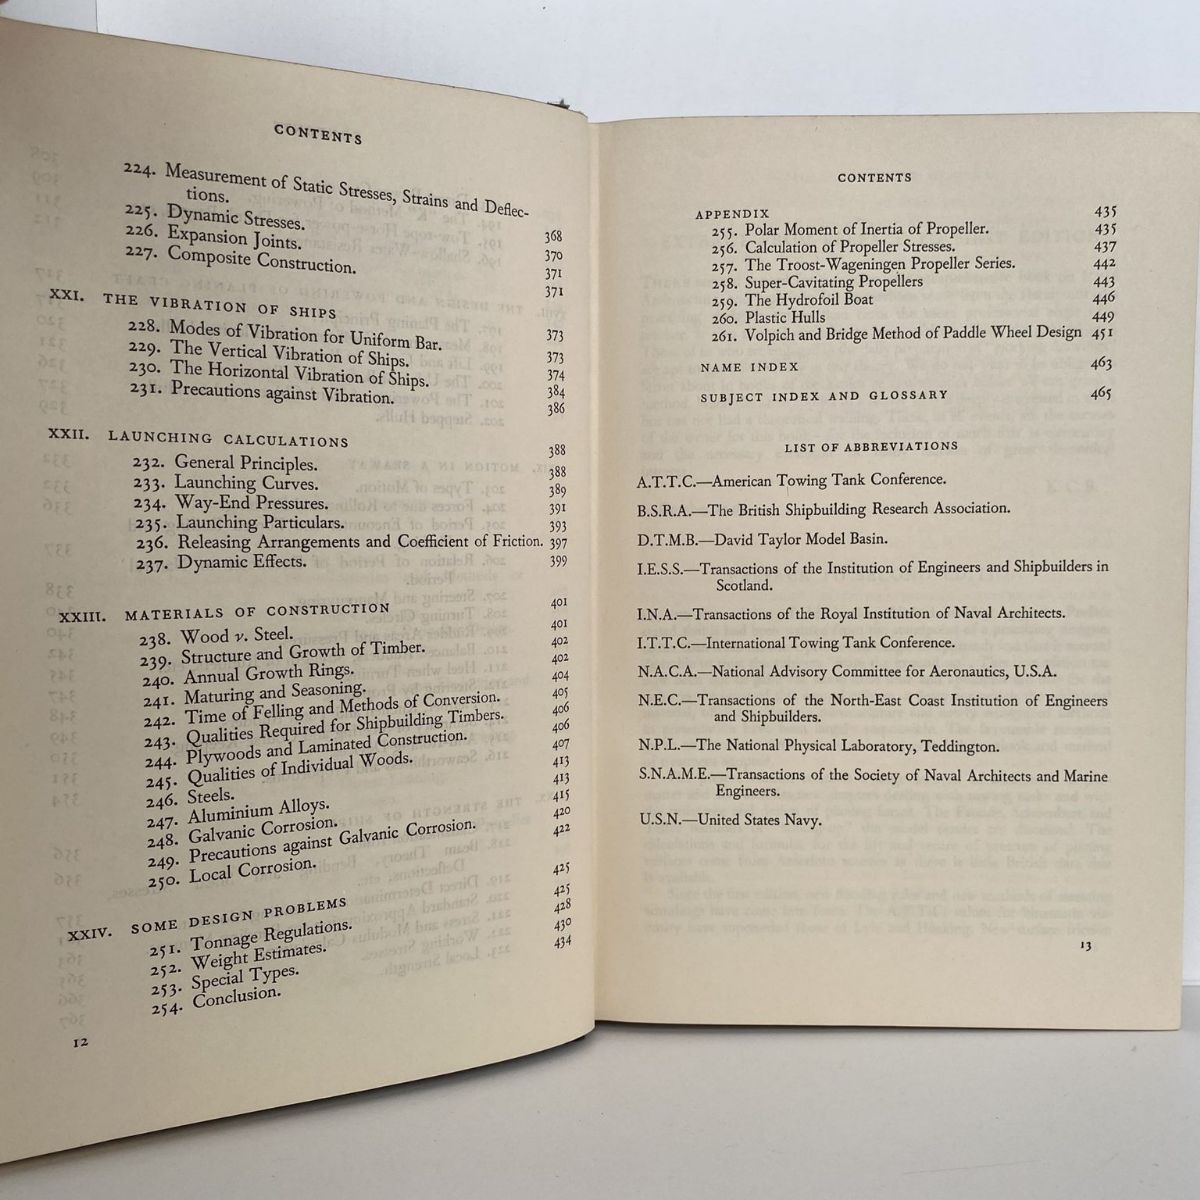 CONTENTS
224. Measurement of Static Stresses, Strains and Deflec-
tions. 368
225. Dynamic Stresses. 370
226. Expansion Joints. 371
227. Composite Construction. 371
XXI. THE VIBRATION OF SHIPS 373
228. Modes of Vibration for Uniform Bar. 373
229. The Vertical Vibration of Ships. 374
230. The Horizontal Vibration of Ships. 384
231. Precautions against Vibration. 386
XXII. LAUNCHING CALCULATIONS 388
232. General Principles. 388
233. Launching Curves. 389
234. Way-End Pressures. 391
235. Launching Particulars. 393
236. Releasing Arrangements and Coefficient of Friction. 397
237. Dynamic Effects. 399
XXIII. MATERIALS OF CONSTRUCTION 401
238. Wood v. Steel. 401
239. Structure and Growth of Timber. 402
240. Annual Growth Rings. 402
241. Maturing and Seasoning. 404
242. Time of Felling and Methods of Conversion. 405
243. Qualities Required for Shipbuilding Timbers. 406
244. Plywoods and Laminated Construction. 406
245. Qualities of Individual Woods. 407
246. Steels. 413
247. Aluminium Alloys. 413
248. Galvanic Corrosion. 415
249. Precautions against Galvanic Corrosion. 420
250. Local Corrosion. 422
XXIV. SOME DESIGN PROBLEMS 425
251. Tonnage Regulations. 425
252. Weight Estimates. 428
253. Special Types. 430
254. Conclusion. 434
12
CONTENTS
APPENDIX 435
255. Polar Moment of Inertia of Propeller. 435
256. Calculation of Propeller Stresses. 437
257. The Troost-Wageningen Propeller Series. 442
258. Super-Cavitating Propellers 443
259. The Hydrofoil Boat 446
260. Plastic Hulls 449
261. Volpich and Bridge Method of Paddle Wheel Design 451
NAME INDEX 463
SUBJECT INDEX AND GLOSSARY 465
LIST OF ABBREVIATIONS
A.T.T.C.—American Towing Tank Conference.
B.S.R.A.—The British Shipbuilding Research Association.
D.T.M.B.—David Taylor Model Basin.
I.E.S.S.—Transactions of the Institution of Engineers and Shipbuilders in
Scotland.
I.N.A.—Transactions of the Royal Institution of Naval Architects.
I.T.T.C.—International Towing Tank Conference.
N.A.C.A.—National Advisory Committee for Aeronautics, U.S.A.
N.E.C.—Transactions of the North-East Coast Institution of Engineers
and Shipbuilders.
N.P.L.—The National Physical Laboratory, Teddington.
S.N.A.M.E.—Transactions of the Society of Naval Architects and Marine
Engineers.
U.S.N.—United States Navy.
13